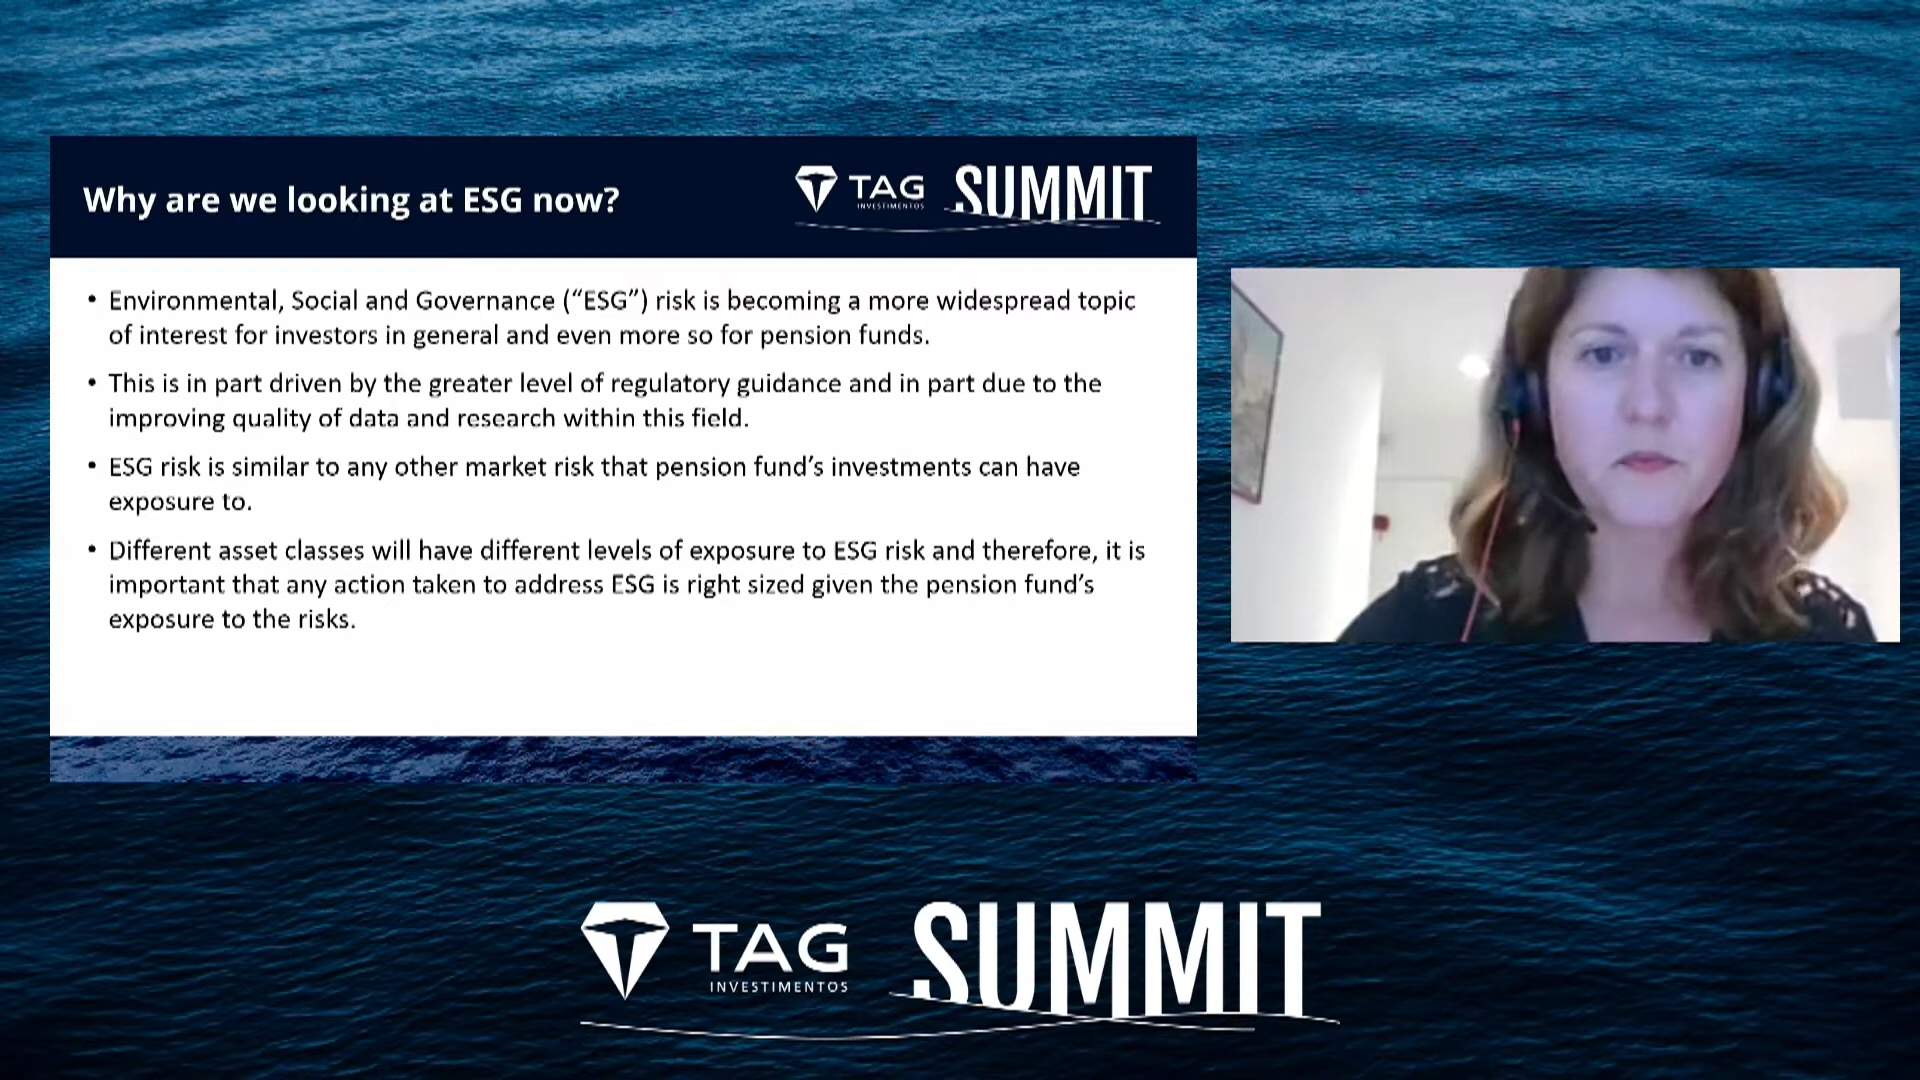 Why are we looking at ESG now?
TAG
INVESTIMENTOS
SUMMIT
• Environmental, Social and Governance (“ESG”) risk is becoming a more widespread topic
of interest for investors in general and even more so for pension funds.
• This is in part driven by the greater level of regulatory guidance and in part due to the
improving quality of data and research within this field.
• ESG risk is similar to any other market risk that pension fund’s investments can have
exposure to.
• Different asset classes will have different levels of exposure to ESG risk and therefore, it is
important that any action taken to address ESG is right sized given the pension fund’s
exposure to the risks.
TAG
INVESTIMENTOS
SUMMIT